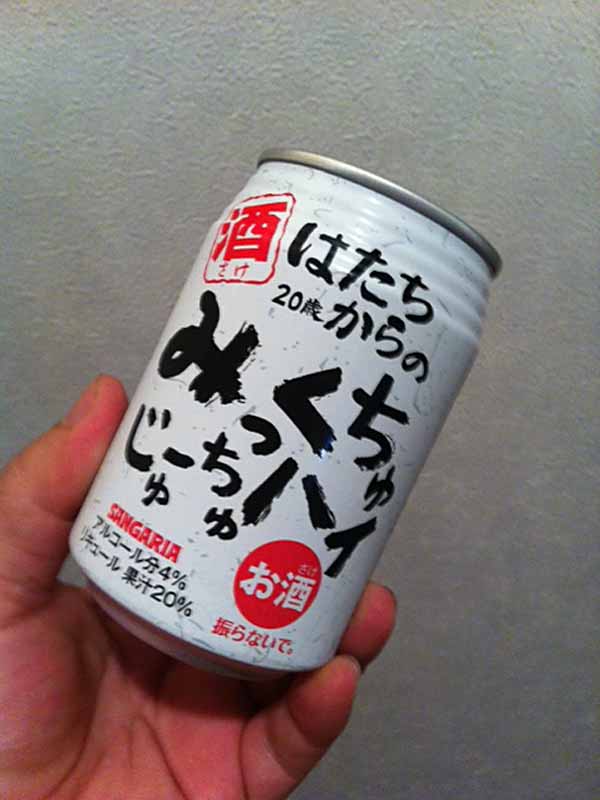 酒
さけ
はたち
20歳からの
みっくちゅ
じゅーちゅハイ
SANGARIA
アルコール分4%
リキュール 果汁20%
さけ
お酒
振らないで。